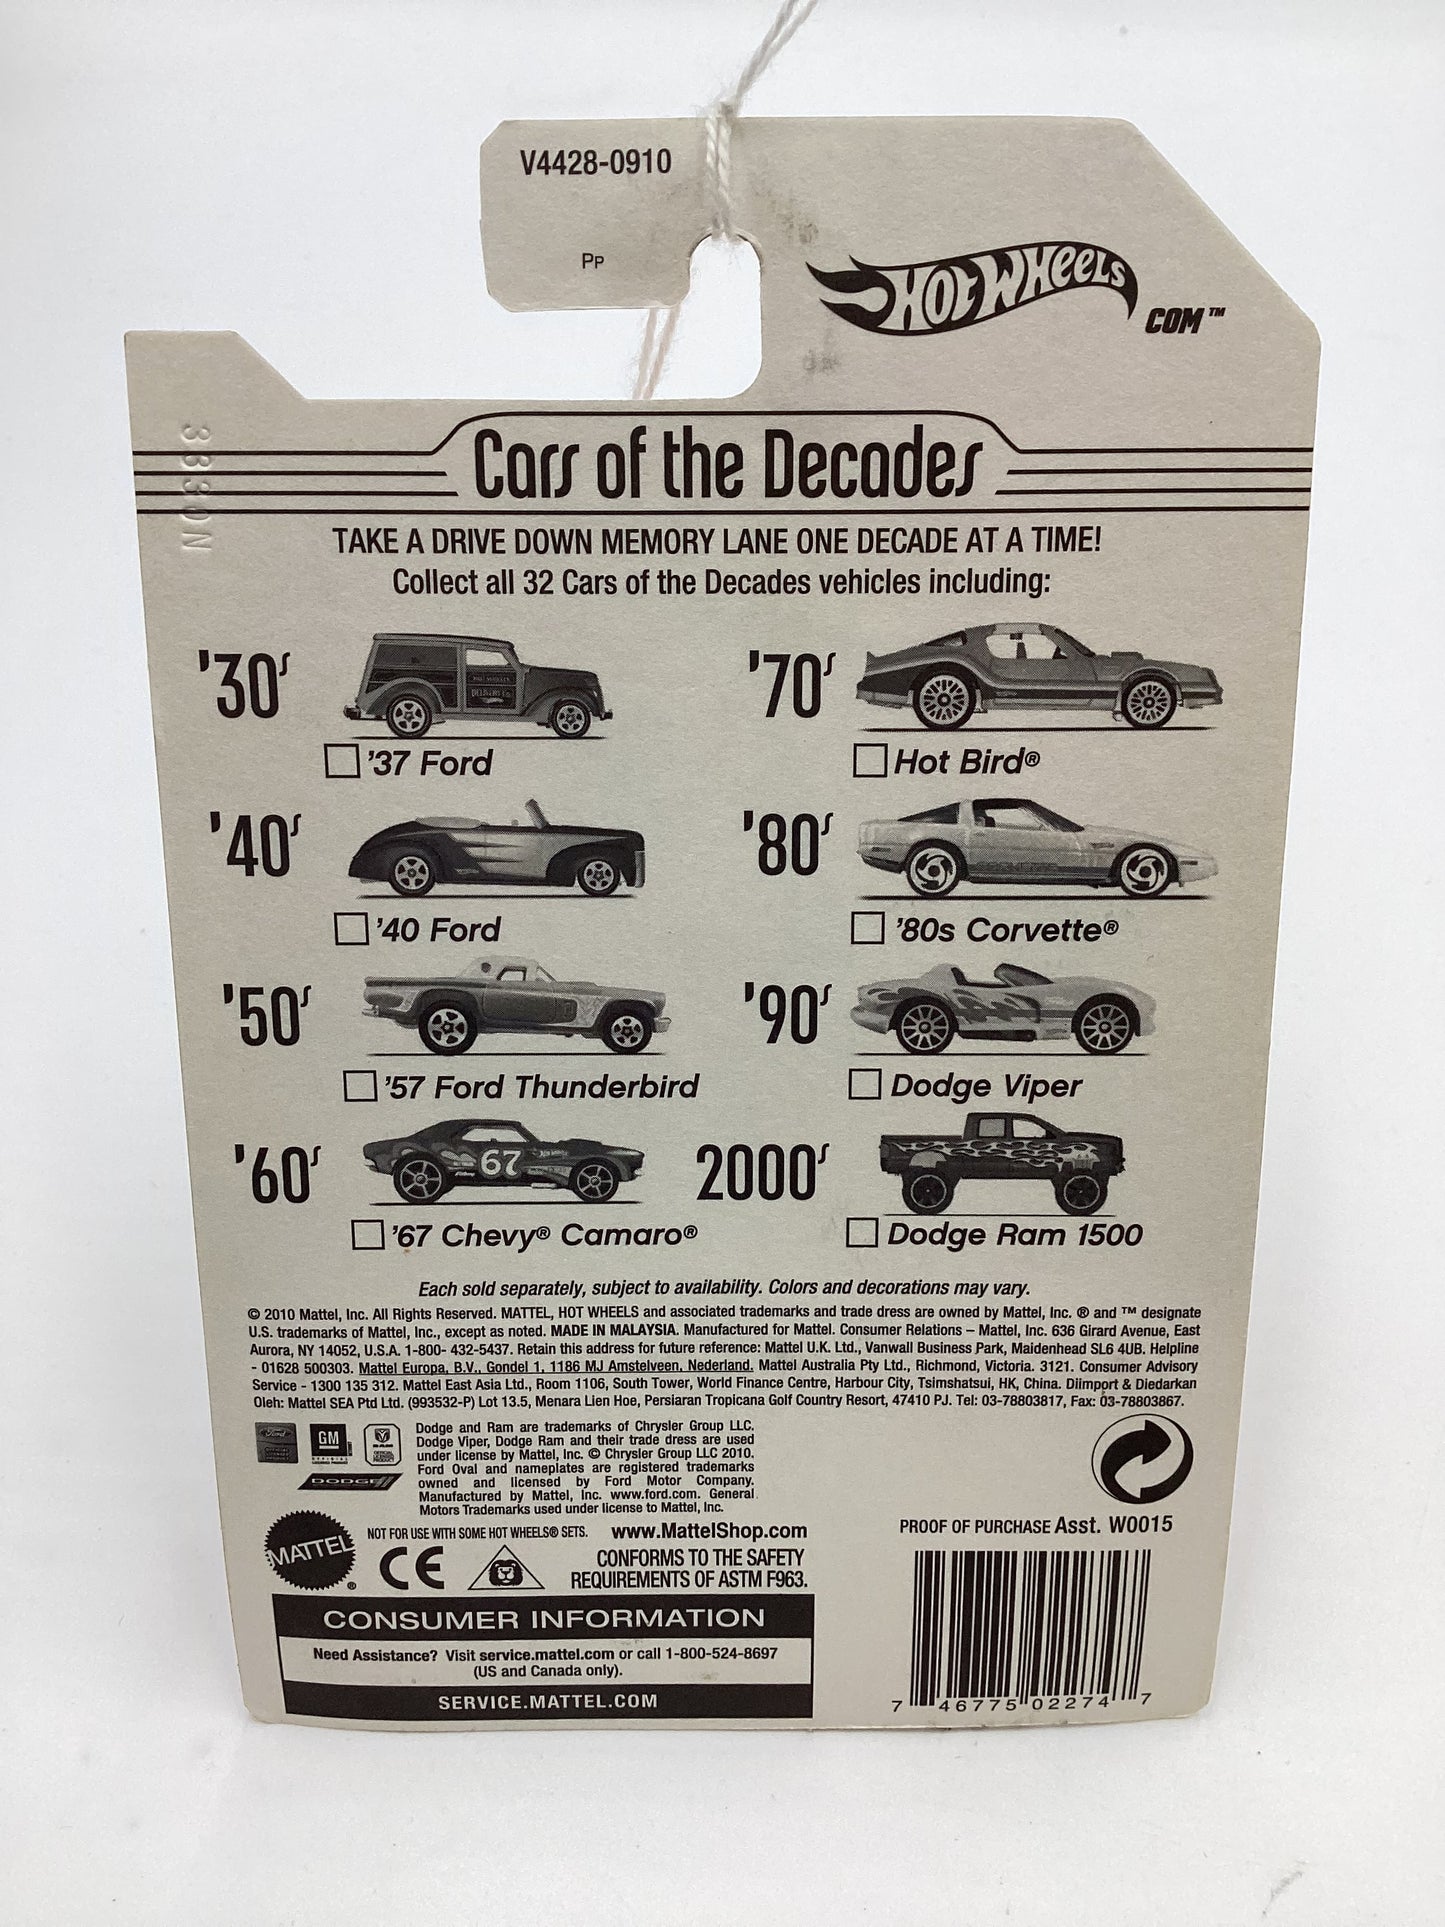 V4428-0910
PP
HOT WHEELS
COM™
3330N
Cars of the Decades
TAKE A DRIVE DOWN MEMORY LANE ONE DECADE AT A TIME!
Collect all 32 Cars of the Decades vehicles including:
'30s
'37 Ford
'40s
'40 Ford
'50s
'57 Ford Thunderbird
'60s
67
'67 Chevy® Camaro®
'70s
Hot Bird®
'80s
'80s Corvette®
'90s
Dodge Viper
2000s
Dodge Ram 1500
Each sold separately, subject to availability. Colors and decorations may vary.
© 2010 Mattel, Inc. All Rights Reserved. MATTEL, HOT WHEELS and associated trademarks and trade dress are owned by Mattel, Inc. ® and ™ designate
U.S. trademarks of Mattel, Inc., except as noted. MADE IN MALAYSIA. Manufactured for Mattel. Consumer Relations – Mattel, Inc. 636 Girard Avenue, East
Aurora, NY 14052, U.S.A. 1-800- 432-5437. Retain this address for future reference: Mattel U.K. Ltd., Vanwall Business Park, Maidenhead SL6 4UB. Helpline
- 01628 500303. Mattel Europa, B.V., Gondel 1, 1186 MJ Amstelveen, Nederland. Mattel Australia Pty Ltd., Richmond, Victoria. 3121. Consumer Advisory
Service - 1300 135 312. Mattel East Asia Ltd., Room 1106, South Tower, World Finance Centre, Harbour City, Tsimshatsui, HK, China. Diimport & Diedarkan
Oleh: Mattel SEA Ptd Ltd. (993532-P) Lot 13.5, Menara Lien Hoe, Persiaran Tropicana Golf Country Resort, 47410 PJ. Tel: 03-78803817, Fax: 03-78803867.
Ford
GM
DODGE
Dodge and Ram are trademarks of Chrysler Group LLC.
Dodge Viper, Dodge Ram and their trade dress are used
under license by Mattel, Inc. © Chrysler Group LLC 2010.
Ford Oval and nameplates are registered trademarks
owned and licensed by Ford Motor Company.
Manufactured by Mattel, Inc. www.ford.com. General
Motors Trademarks used under license to Mattel, Inc.
MATTEL®
NOT FOR USE WITH SOME HOT WHEELS® SETS. www.MattelShop.com
CE
CONFORMS TO THE SAFETY
REQUIREMENTS OF ASTM F963.
CONSUMER INFORMATION
Need Assistance? Visit service.mattel.com or call 1-800-524-8697
(US and Canada only).
SERVICE.MATTEL.COM
PROOF OF PURCHASE Asst. W0015
7 46775 02274 7